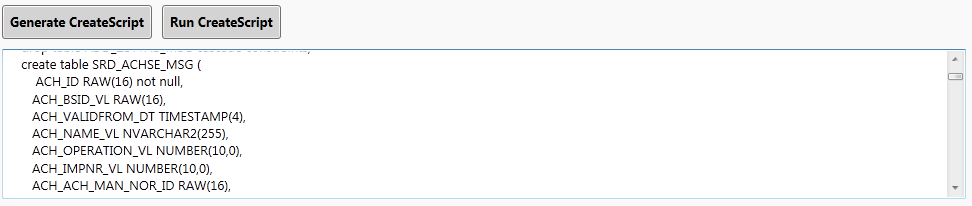 Generate CreateScript Run CreateScript
create table SRD_ACHSE_MSG (
ACH_ID RAW(16) not null,
ACH_BSID_VL RAW(16),
ACH_VALIDFROM_DT TIMESTAMP(4),
ACH_NAME_VL NVARCHAR2(255),
ACH_OPERATION_VL NUMBER(10,0),
ACH_IMPNR_VL NUMBER(10,0),
ACH_ACH_MAN_NOR_ID RAW(16),